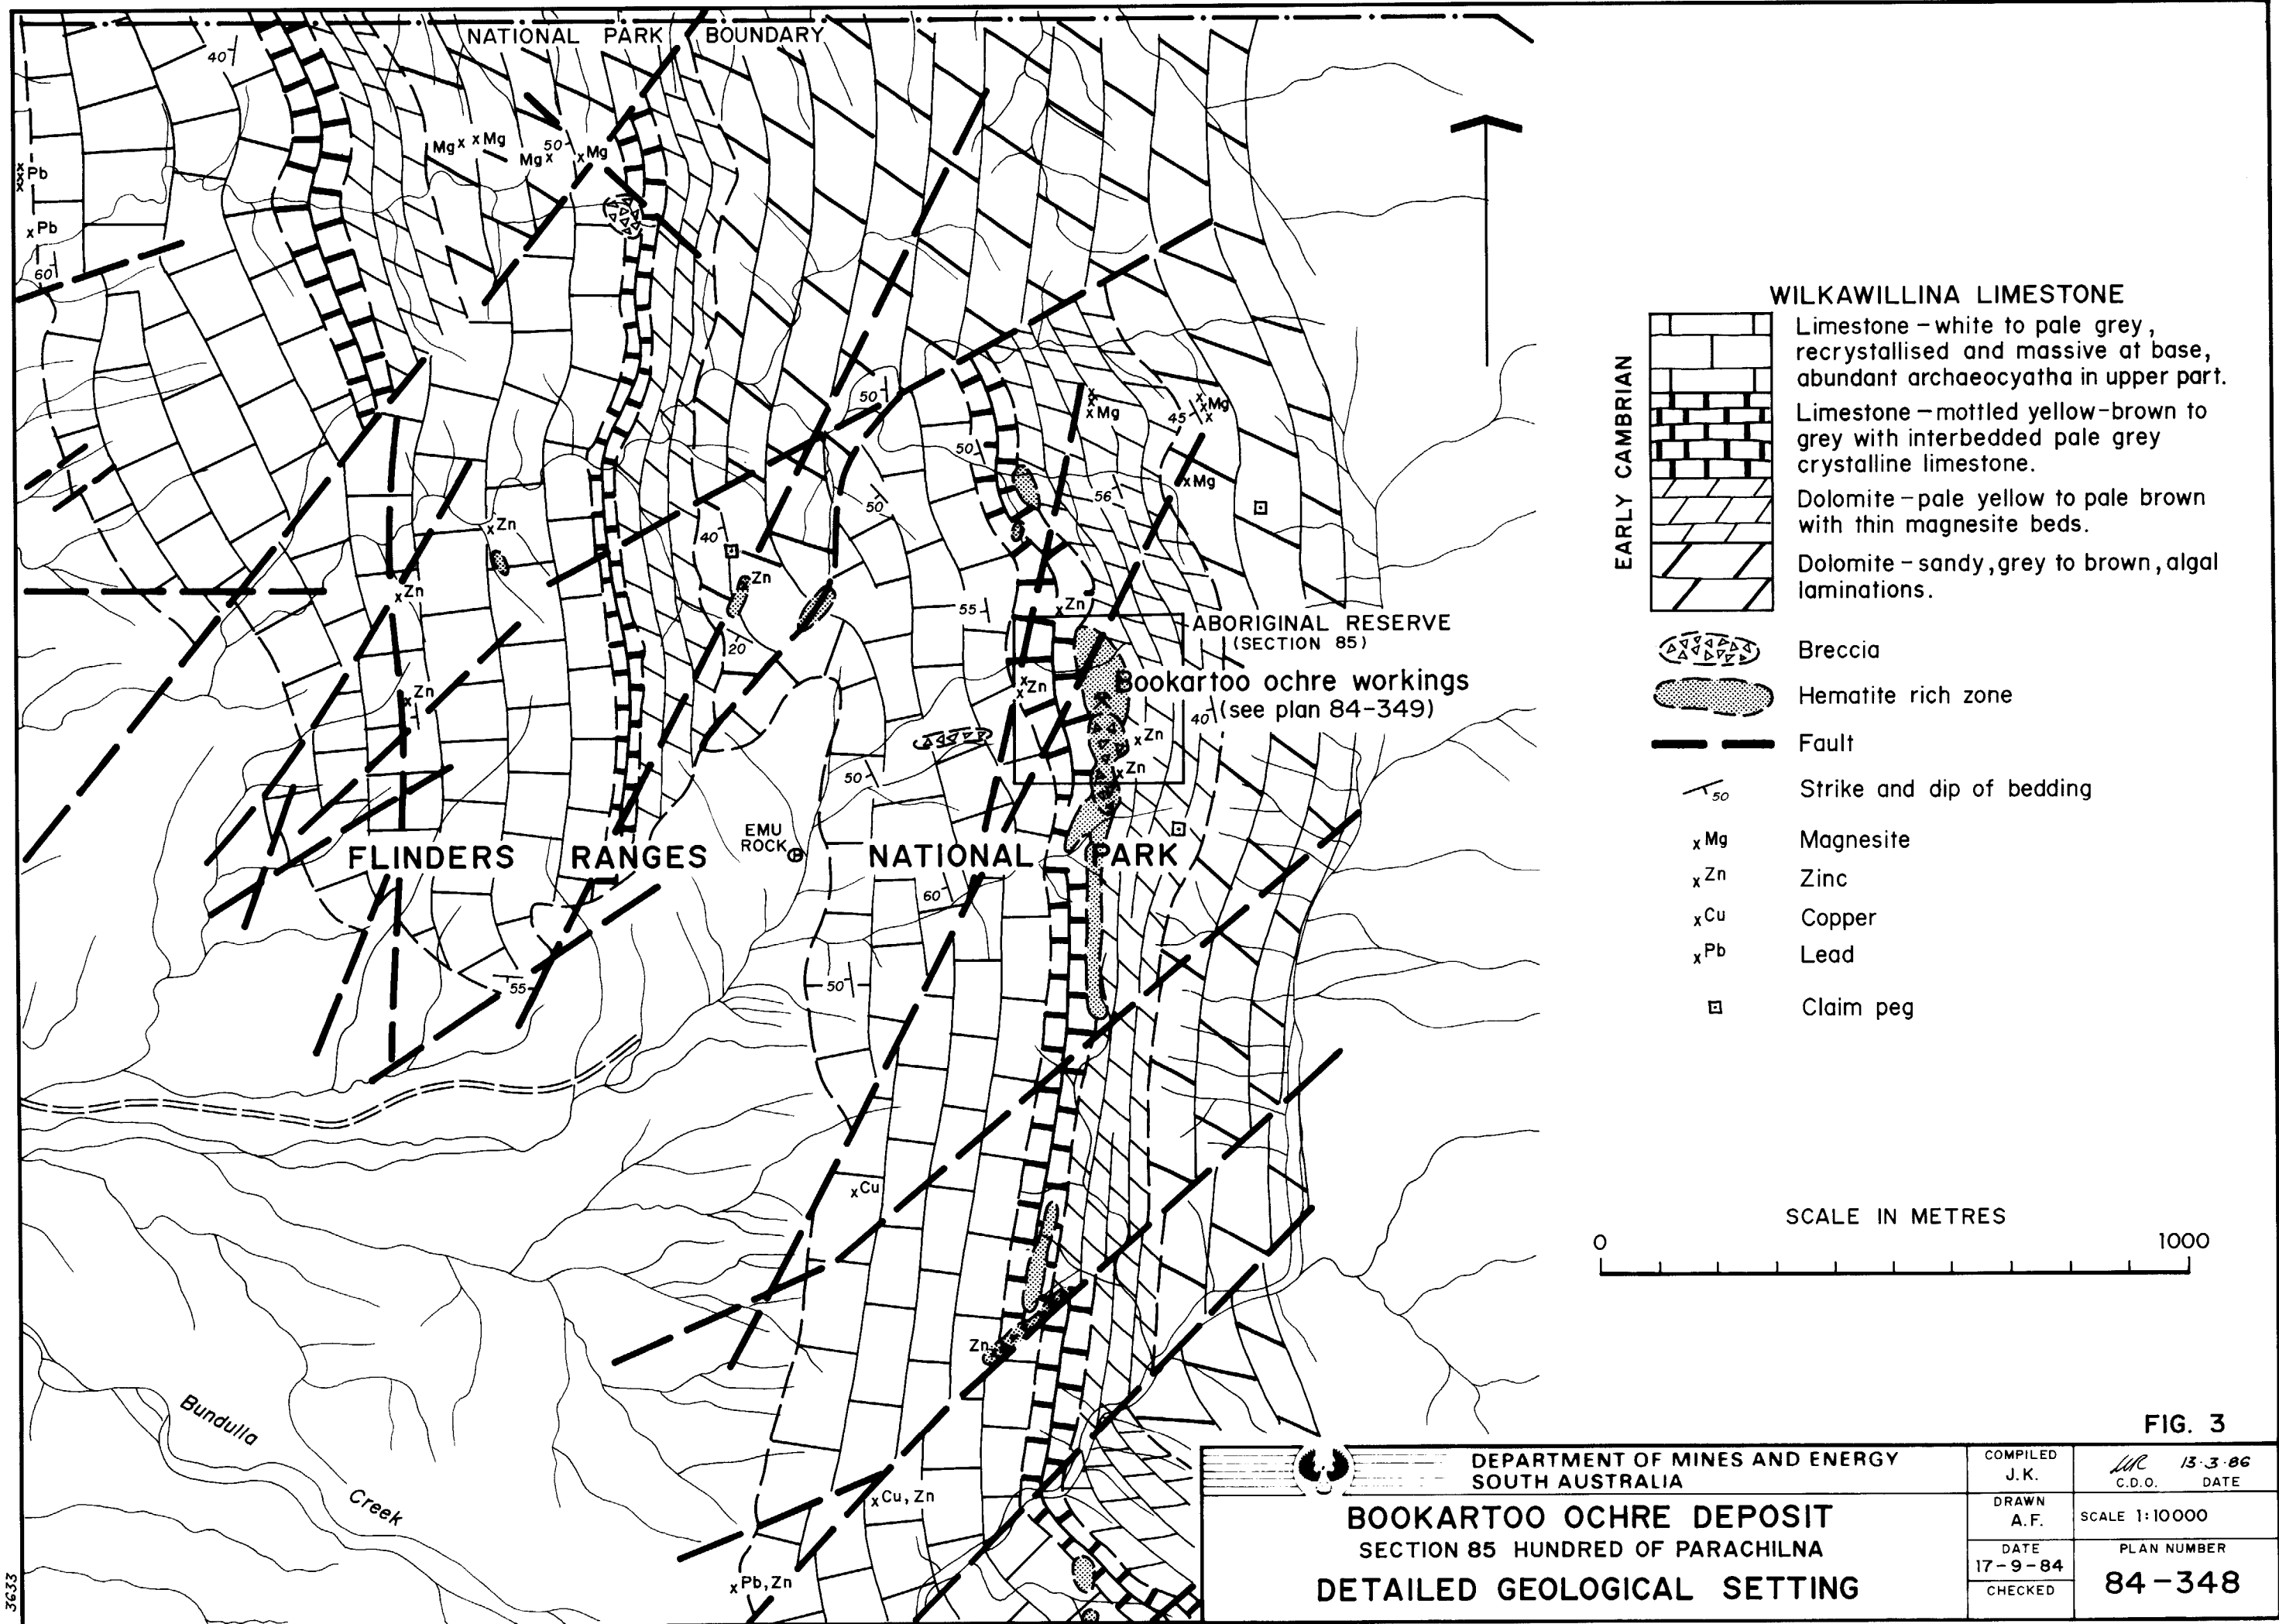 NATIONAL PARK BOUNDARY
40
Mg
Mg
50
Mg
Mg
Pb
Pb
60
50
Mg
45
Mg
50
Mg
56
50
Zn
40
Zn
Zn
55
Zn
20
ABORIGINAL RESERVE
(SECTION 85)
Zn
Zn
Bookartoo ochre workings
(see plan 84-349)
40
Zn
50
Zn
EMU
ROCK
FLINDERS RANGES NATIONAL PARK
60
55
50
Cu
Zn
Cu, Zn
Pb, Zn
Bundulla
Creek
3633
WILKAWILLINA LIMESTONE
EARLY CAMBRIAN
Limestone – white to pale grey,
recrystallised and massive at base,
abundant archaeocyatha in upper part.
Limestone – mottled yellow-brown to
grey with interbedded pale grey
crystalline limestone.
Dolomite – pale yellow to pale brown
with thin magnesite beds.
Dolomite – sandy, grey to brown, algal
laminations.
Breccia
Hematite rich zone
Fault
50 Strike and dip of bedding
x Mg Magnesite
x Zn Zinc
x Cu Copper
x Pb Lead
Claim peg
SCALE IN METRES
0 1000
FIG. 3
DEPARTMENT OF MINES AND ENERGY
SOUTH AUSTRALIA
BOOKARTOO OCHRE DEPOSIT
SECTION 85 HUNDRED OF PARACHILNA
DETAILED GEOLOGICAL SETTING
COMPILED
J.K.
DRAWN
A.F.
DATE
17-9-84
CHECKED
13·3·86
C.D.O. DATE
SCALE 1:10000
PLAN NUMBER
84-348